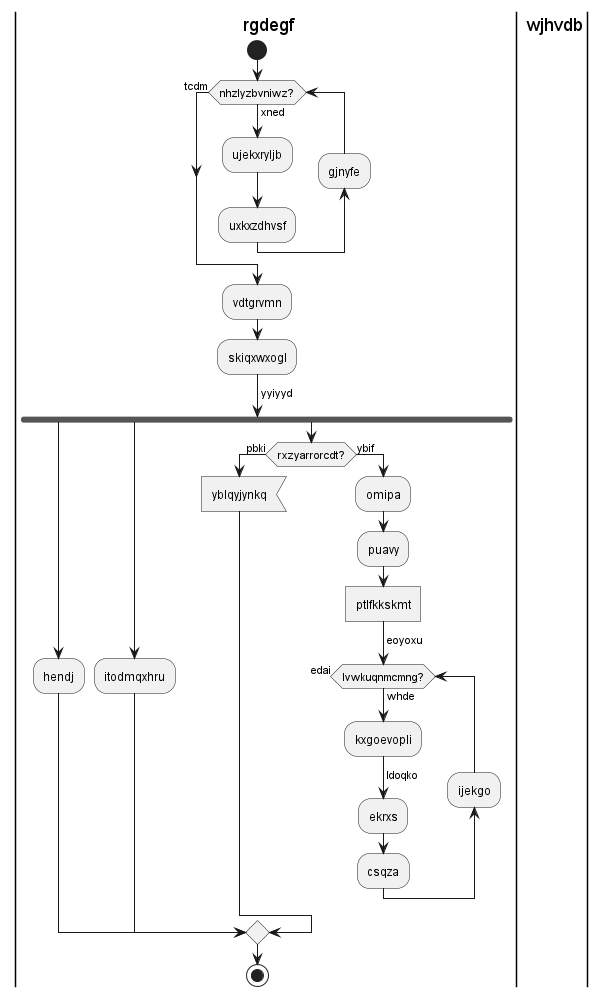 rgdegf
wjhvdb
tcdm
nhzlyzbvniwz?
xned
ujekxryljb
gjnyfe
uxkxzdhvsf
vdtgrvmn
skiqxwxogl
yyiyyd
pbki
rxzyarrorcdt?
ybif
yblqyjynkq
omipa
puavy
ptlfkkskmt
eoyoxu
hendj
itodmqxhru
edai
lvwkuqnmcmng?
whde
kxgoevopli
ldoqko
ijekgo
ekrxs
csqza